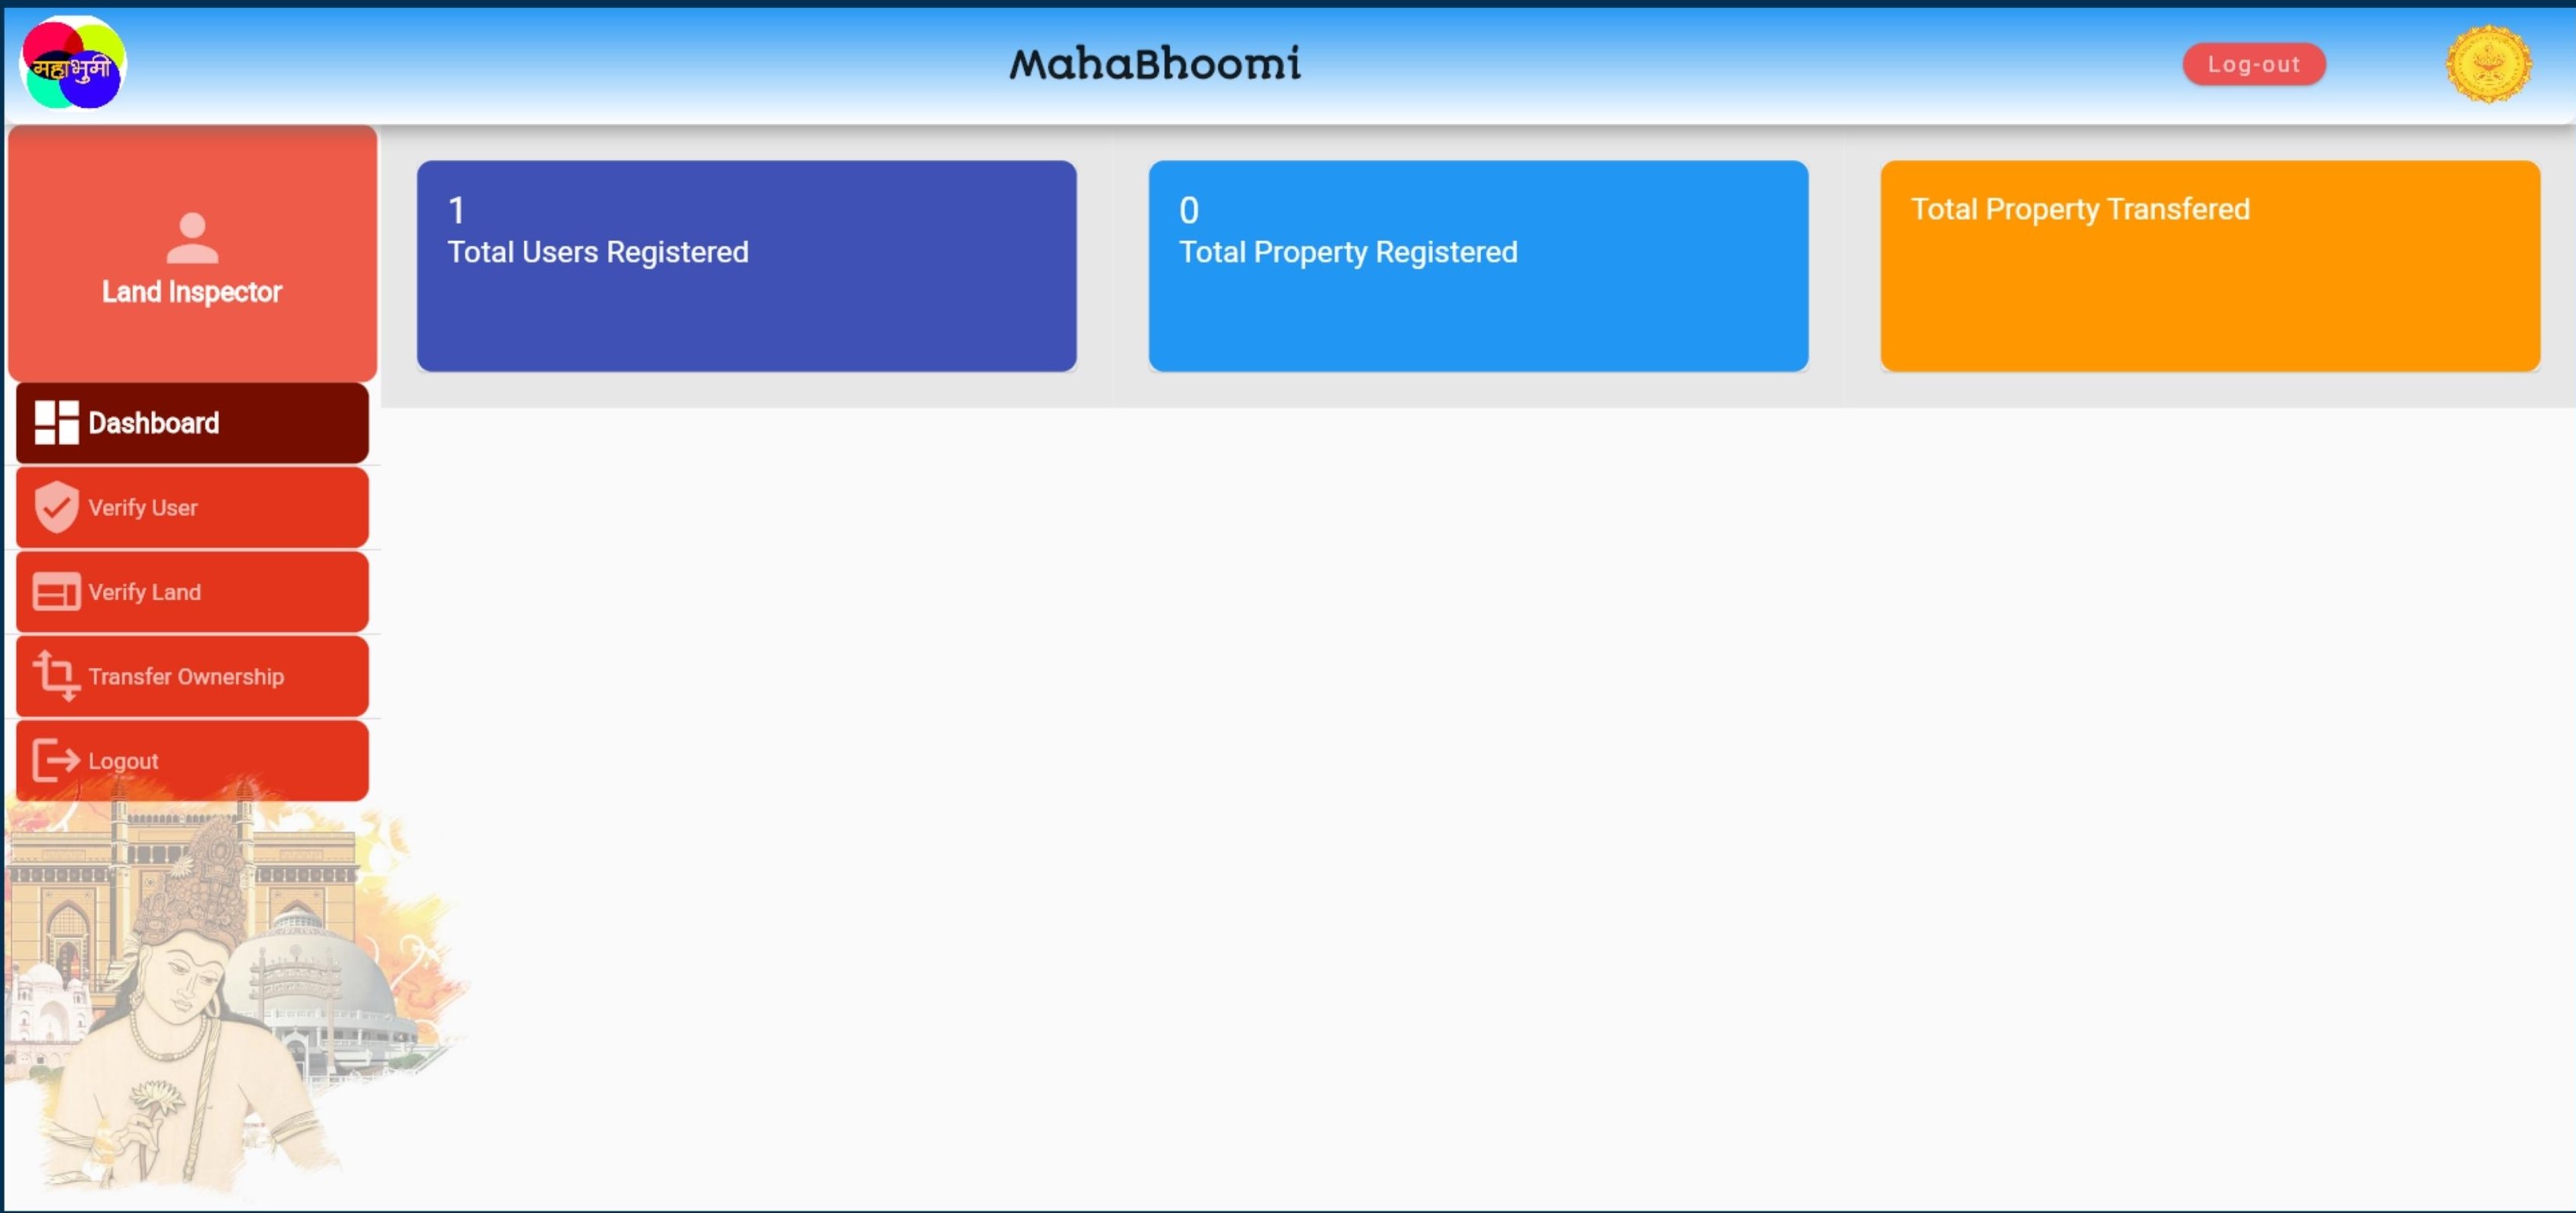 महाभुमी
MahaBhoomi
Log-out
Land Inspector
Dashboard
Verify User
Verify Land
Transfer Ownership
Logout
1
Total Users Registered
0
Total Property Registered
Total Property Transfered